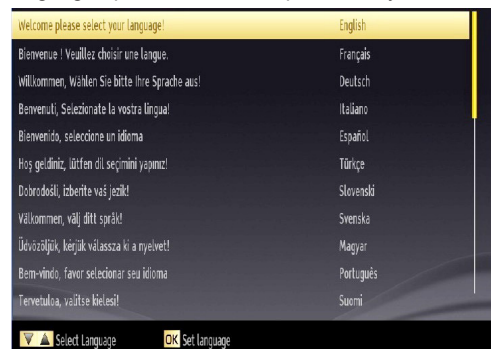 Welcome please select your language! English
Bienvenue ! Veuillez choisir une langue. Français
Willkommen, Wählen Sie bitte Ihre Sprache aus! Deutsch
Benvenuti, Selezionate la vostra lingua! Italiano
Bienvenido, seleccione un idioma Español
Hoş geldiniz, lütfen dil seçimini yapınız! Türkçe
Dobrodošli, izberite vaš jezik! Slovenski
Välkommen, välj ditt språk! Svenska
Üdvözöljük, kérjük válassza ki a nyelvet! Magyar
Bem-vindo, favor selecionar seu idioma Português
Tervetuloa, valitse kielesi! Suomi
Select Language OK Set language